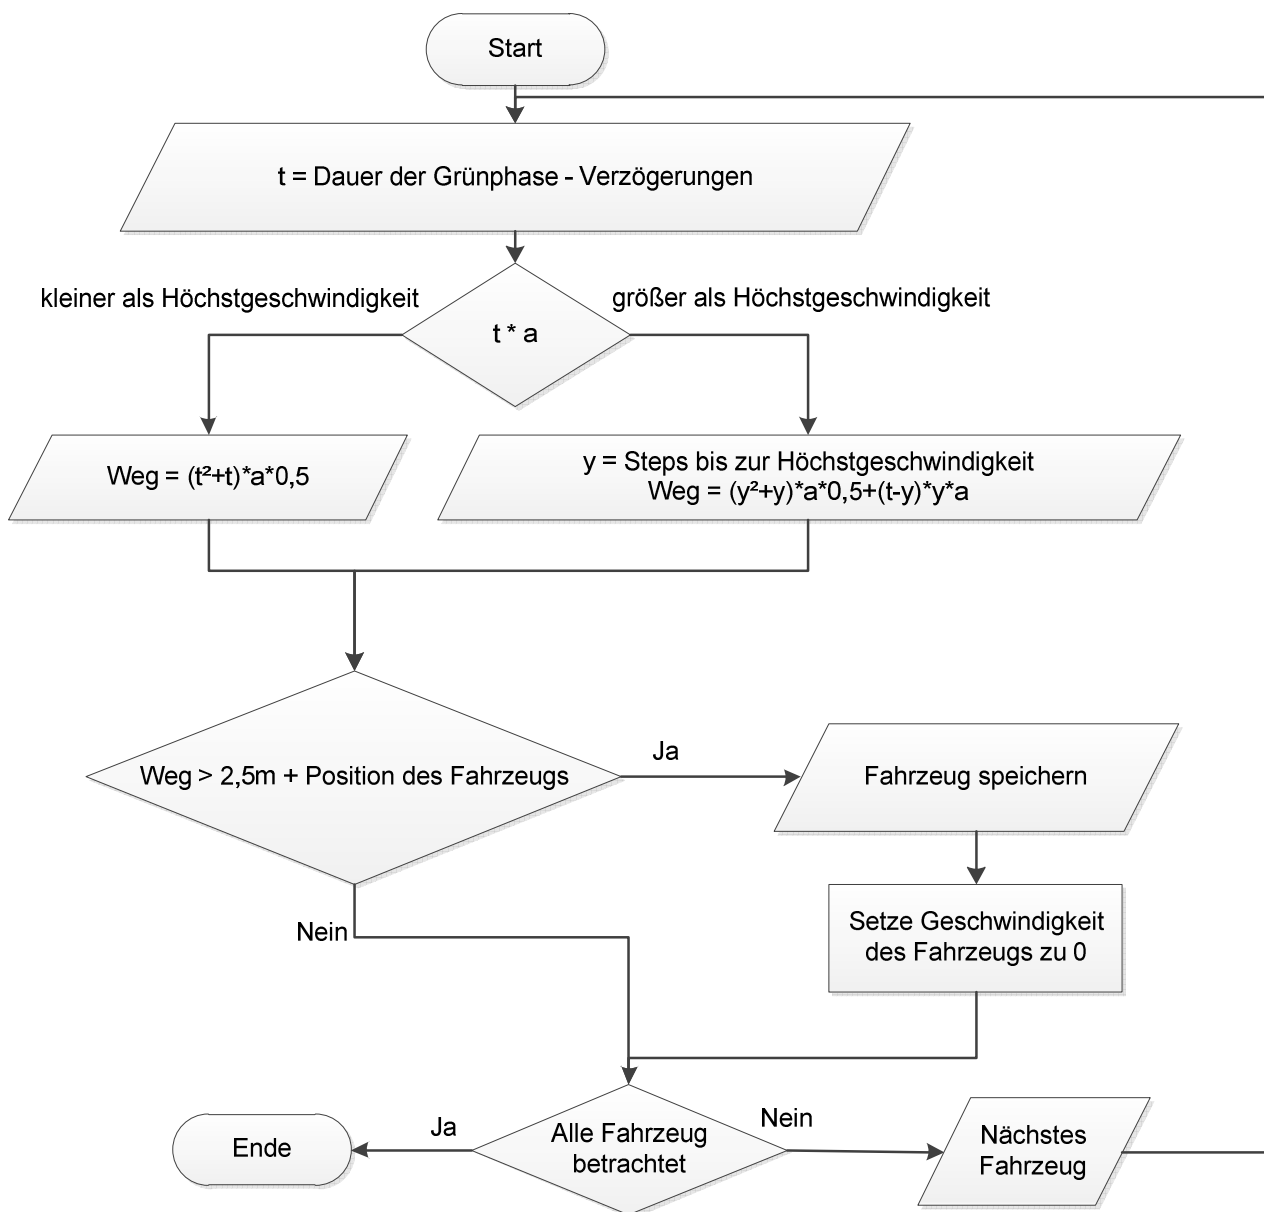 Start
t = Dauer der Grünphase - Verzögerungen
kleiner als Höchstgeschwindigkeit
größer als Höchstgeschwindigkeit
t * a
Weg = (t²+t)*a*0,5
y = Steps bis zur Höchstgeschwindigkeit
Weg = (y²+y)*a*0,5+(t-y)*y*a
Weg > 2,5m + Position des Fahrzeugs
Ja
Fahrzeug speichern
Nein
Setze Geschwindigkeit
des Fahrzeugs zu 0
Ende
Ja
Alle Fahrzeug
betrachtet
Nein
Nächstes
Fahrzeug